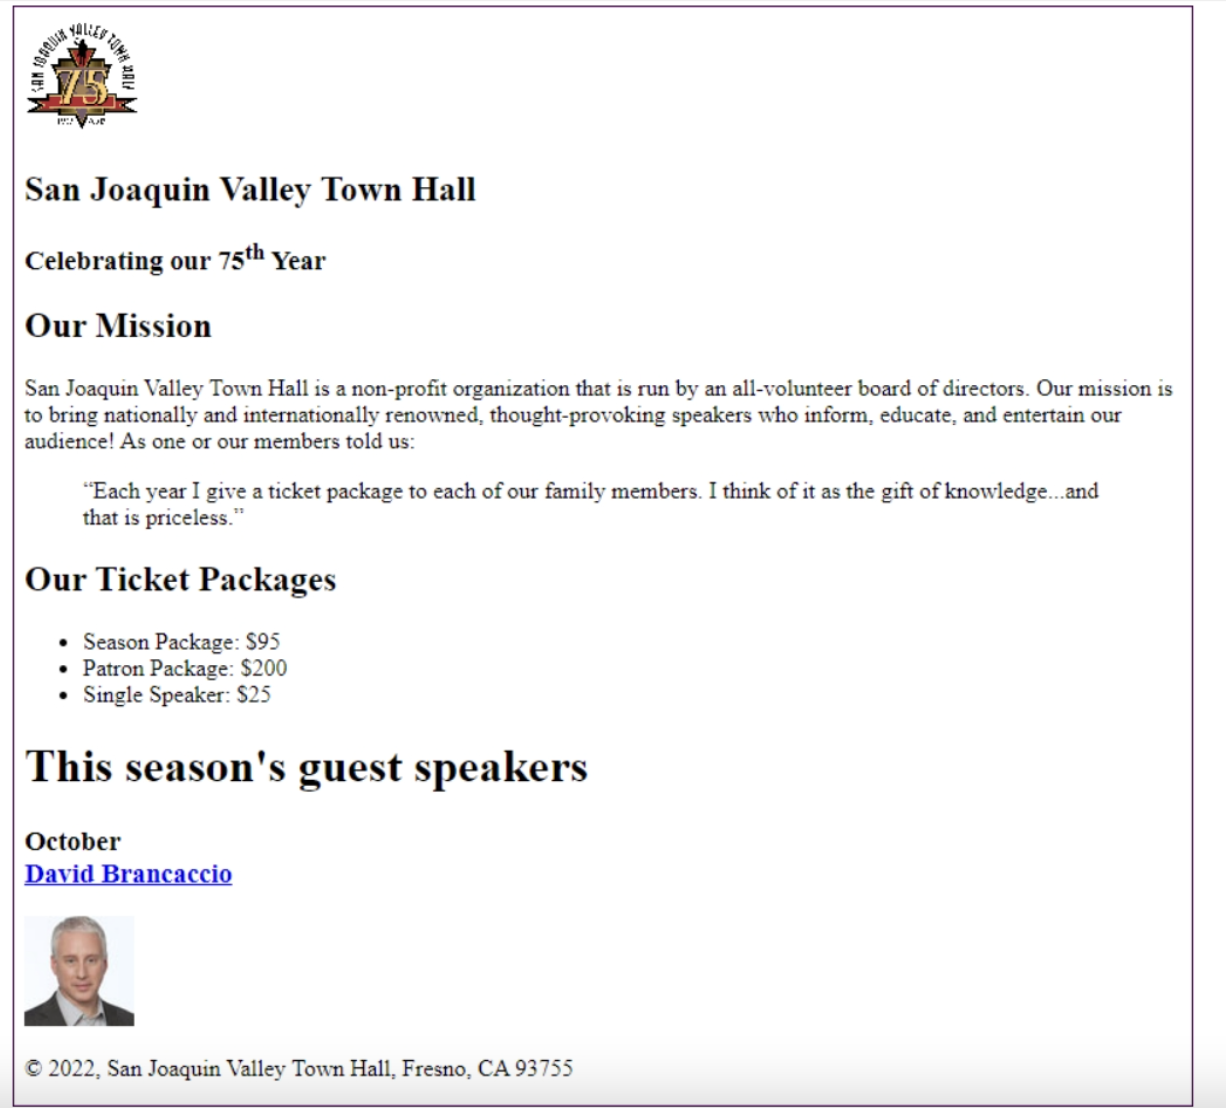 SAN JOAQUIN VALLEY TOWN HALL
75
San Joaquin Valley Town Hall
Celebrating our 75th Year
Our Mission
San Joaquin Valley Town Hall is a non-profit organization that is run by an all-volunteer board of directors. Our mission is
to bring nationally and internationally renowned, thought-provoking speakers who inform, educate, and entertain our
audience! As one or our members told us:
“Each year I give a ticket package to each of our family members. I think of it as the gift of knowledge...and
that is priceless.”
Our Ticket Packages
• Season Package: $95
• Patron Package: $200
• Single Speaker: $25
This season's guest speakers
October
David Brancaccio
© 2022, San Joaquin Valley Town Hall, Fresno, CA 93755